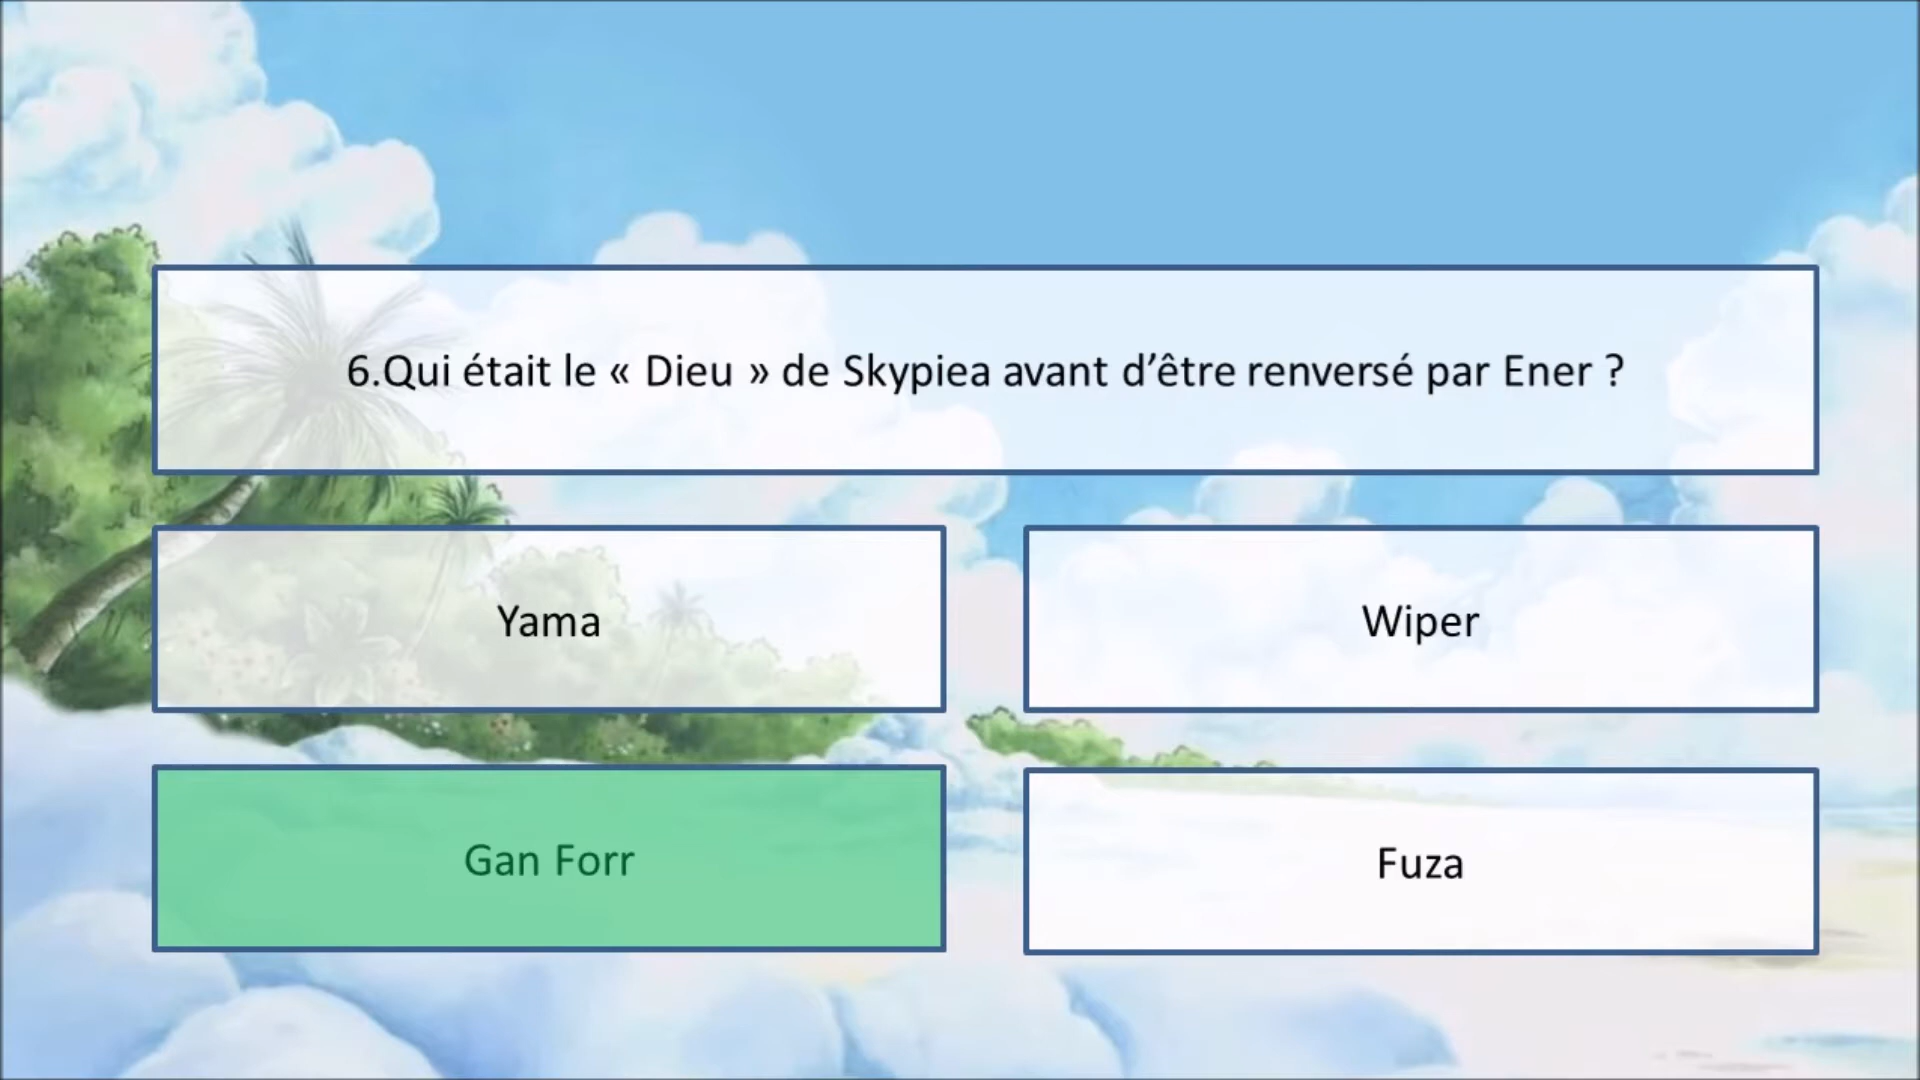 6.Qui était le « Dieu » de Skypiea avant d’être renversé par Ener ?
Yama
Wiper
Gan Forr
Fuza